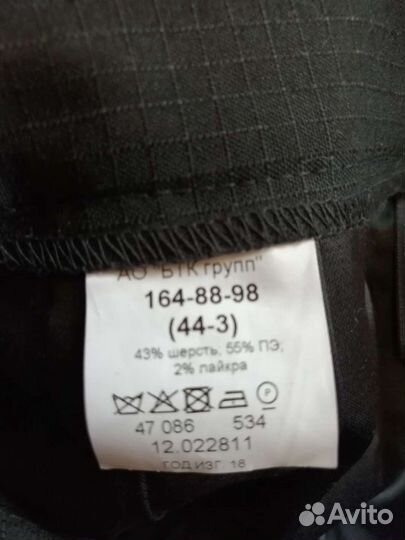 АО "БТК групп"
164-88-98
(44-3)
43% шерсть; 55% ПЭ;
2% лайкра
P
47 086 534
12.022811
ГОД ИЗГ. 18
Avito